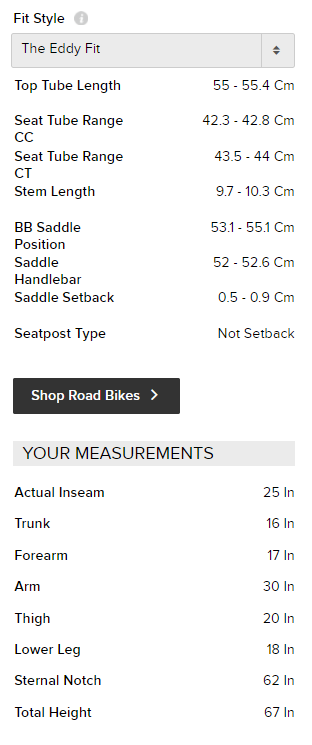 Fit Style
The Eddy Fit
Top Tube Length 55 - 55.4 Cm
Seat Tube Range 42.3 - 42.8 Cm
CC
Seat Tube Range 43.5 - 44 Cm
CT
Stem Length 9.7 - 10.3 Cm
BB Saddle 53.1 - 55.1 Cm
Position
Saddle 52 - 52.6 Cm
Handlebar
Saddle Setback 0.5 - 0.9 Cm
Seatpost Type Not Setback
Shop Road Bikes
YOUR MEASUREMENTS
Actual Inseam 25 In
Trunk 16 In
Forearm 17 In
Arm 30 In
Thigh 20 In
Lower Leg 18 In
Sternal Notch 62 In
Total Height 67 In